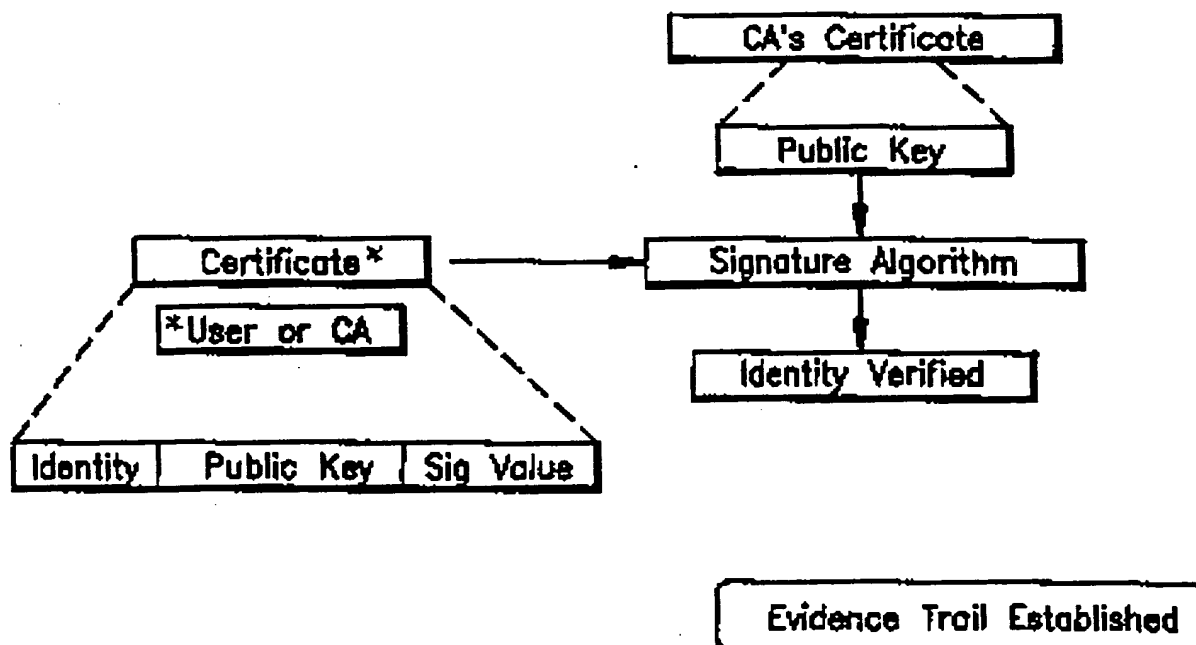 CA's Certificate
Public Key
Certificate*
Signature Algorithm
*User or CA
Identity Verified
Identity Public Key Sig Value
Evidence Trail Established